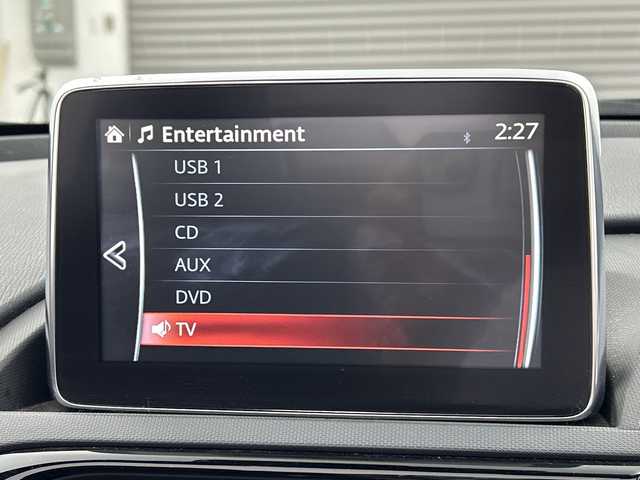 Entertainment 2:27
USB 1
USB 2
CD
AUX
DVD
TV